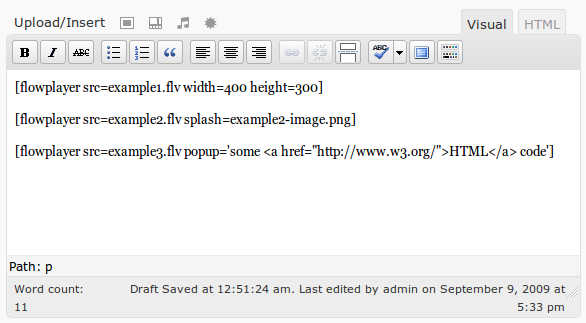 Upload/Insert Visual HTML
B I ABC 1 2 3 “ ABC
[flowplayer src=example1.flv width=400 height=300]
[flowplayer src=example2.flv splash=example2-image.png]
[flowplayer src=example3.flv popup='some <a href="http://www.w3.org/">HTML</a> code']
Path: p
Word count: Draft Saved at 12:51:24 am. Last edited by admin on September 9, 2009 at
11 5:33 pm